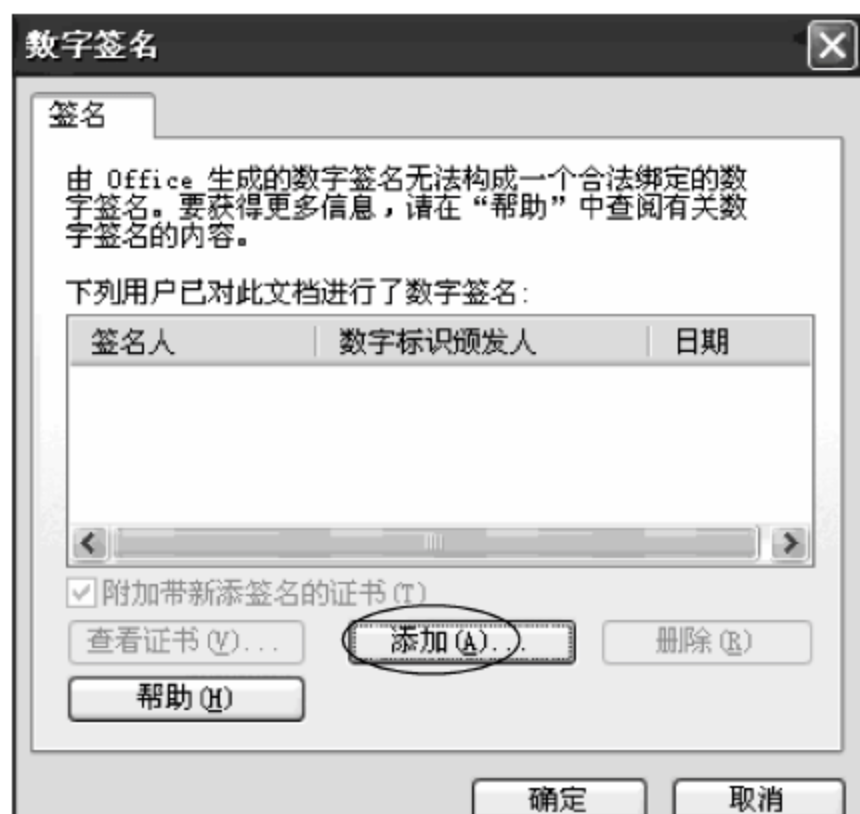 数字签名
签名
由 Office 生成的数字签名无法构成一个合法绑定的数
字签名。要获得更多信息，请在“帮助”中查阅有关数
字签名的内容。
下列用户已对此文档进行了数字签名:
签名人 数字标识颁发人 日期
附加带新添签名的证书(T)
查看证书(V)... 添加(A)... 删除(R)
帮助(H)
确定 取消